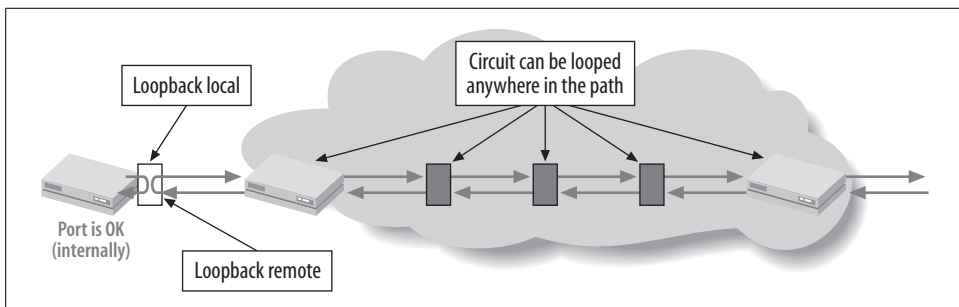 Loopback local
Circuit can be looped
anywhere in the path
Port is OK
(internally)
Loopback remote